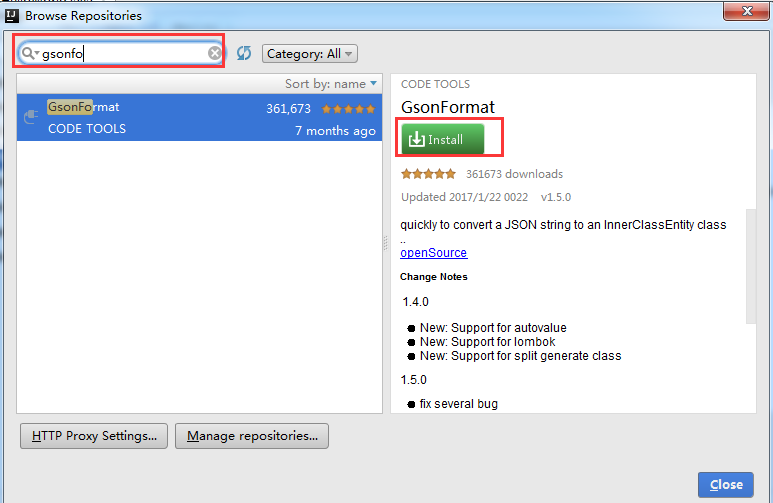 Browse Repositories
gsonfo
Category: All
Sort by: name
GsonFormat
361,673
CODE TOOLS
7 months ago
CODE TOOLS
GsonFormat
Install
361673 downloads
Updated 2017/1/22 0022 v1.5.0
quickly to convert a JSON string to an InnerClassEntity class
..
openSource
Change Notes
1.4.0
New: Support for autovalue
New: Support for lombok
New: Support for split generate class
1.5.0
fix several bug
HTTP Proxy Settings...
Manage repositories...
Close